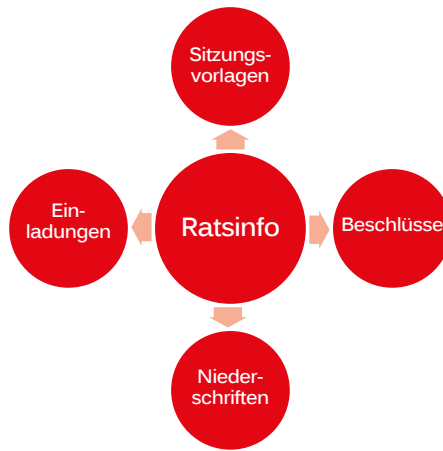 Sitzungs-
vorlagen
Ein-
ladungen
Ratsinfo
Beschlüsse
Nieder-
schriften